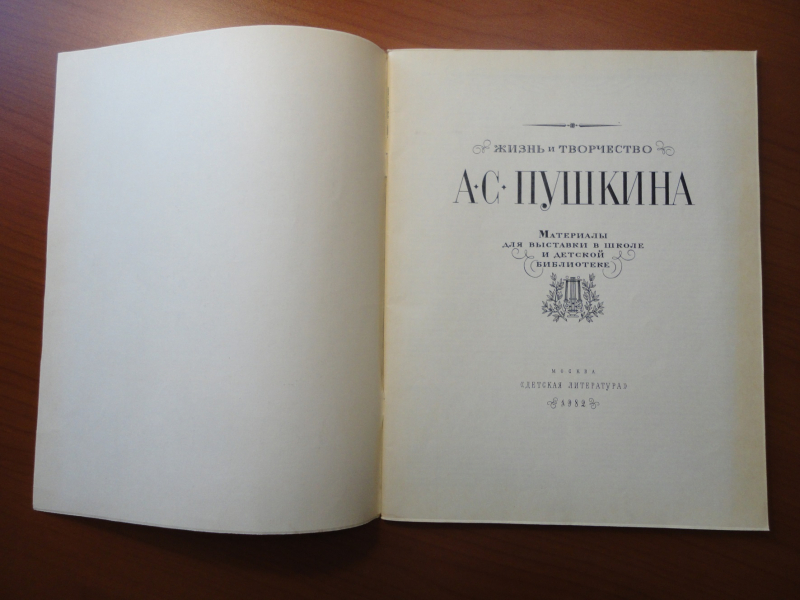 ЖИЗНЬ И ТВОРЧЕСТВО
А·С· ПУШКИНА
МАТЕРИАЛЫ
ДЛЯ ВЫСТАВКИ В ШКОЛЕ
И ДЕТСКОЙ
БИБЛИОТЕКЕ
МОСКВА
«ДЕТСКАЯ ЛИТЕРАТУРА»
1982